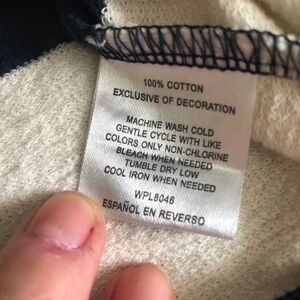 100% COTTON
EXCLUSIVE OF DECORATION
MACHINE WASH COLD
GENTLE CYCLE WITH LIKE
COLORS ONLY NON-CHLORINE
BLEACH WHEN NEEDED
TUMBLE DRY LOW
COOL IRON WHEN NEEDED
WPL8046
ESPAÑOL EN REVERSO